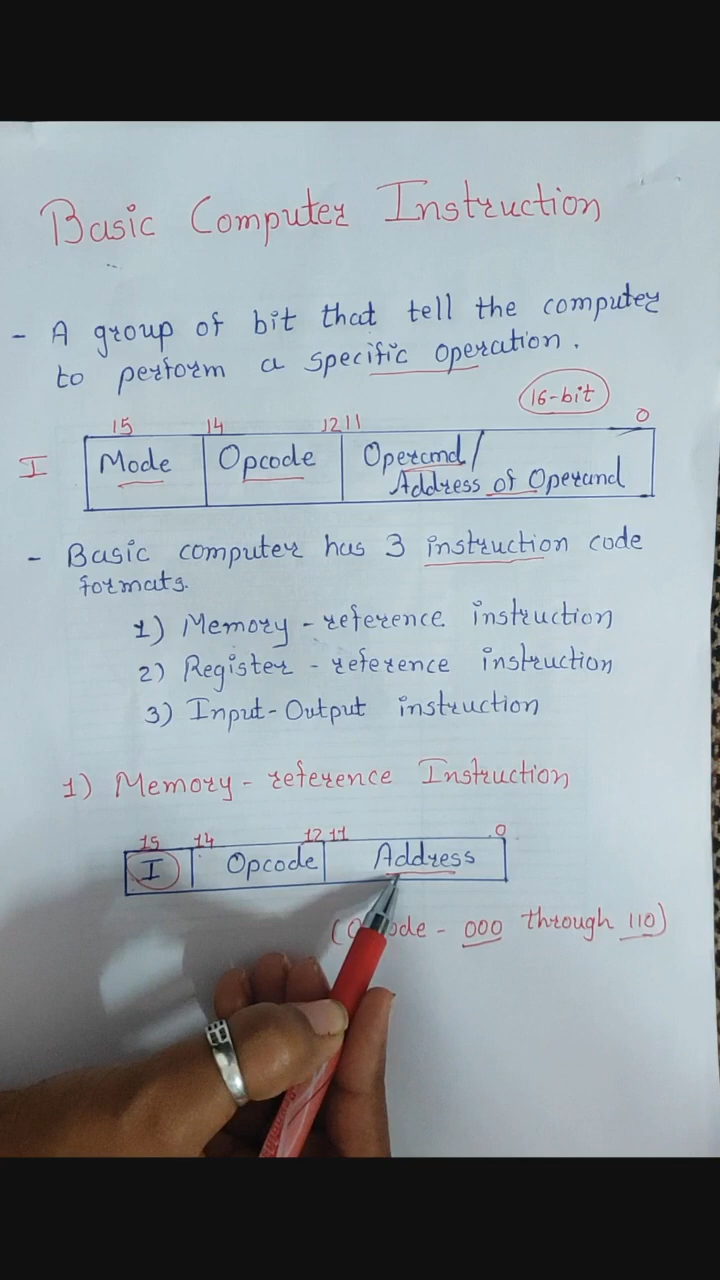 Basic Computer Instruction
- A group of bit that tell the computer
to perform a specific operation.
16-bit
15 14 12 11 0
I Mode Opcode Operand/
Address of Operand
- Basic computer has 3 instruction code
formats.
1) Memory-reference instruction
2) Register-reference instruction
3) Input-Output instruction
1) Memory-reference Instruction
15 14 12 11 0
I Opcode Address
000 through 110)